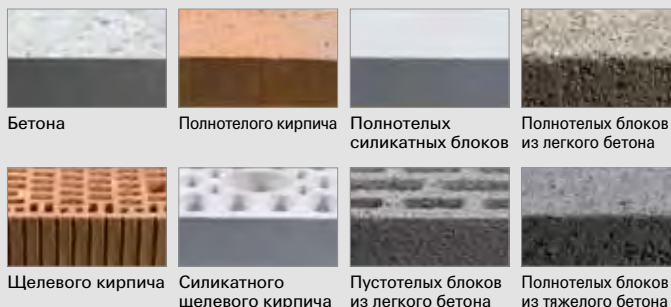 Бетона
Полнотелого кирпича
Полнотелых
силикатных блоков
Полнотелых блоков
из легкого бетона
Щелевого кирпича
Силикатного
щелевого кирпича
Пустотелых блоков
из легкого бетона
Полнотелых блоков
из тяжелого бетона